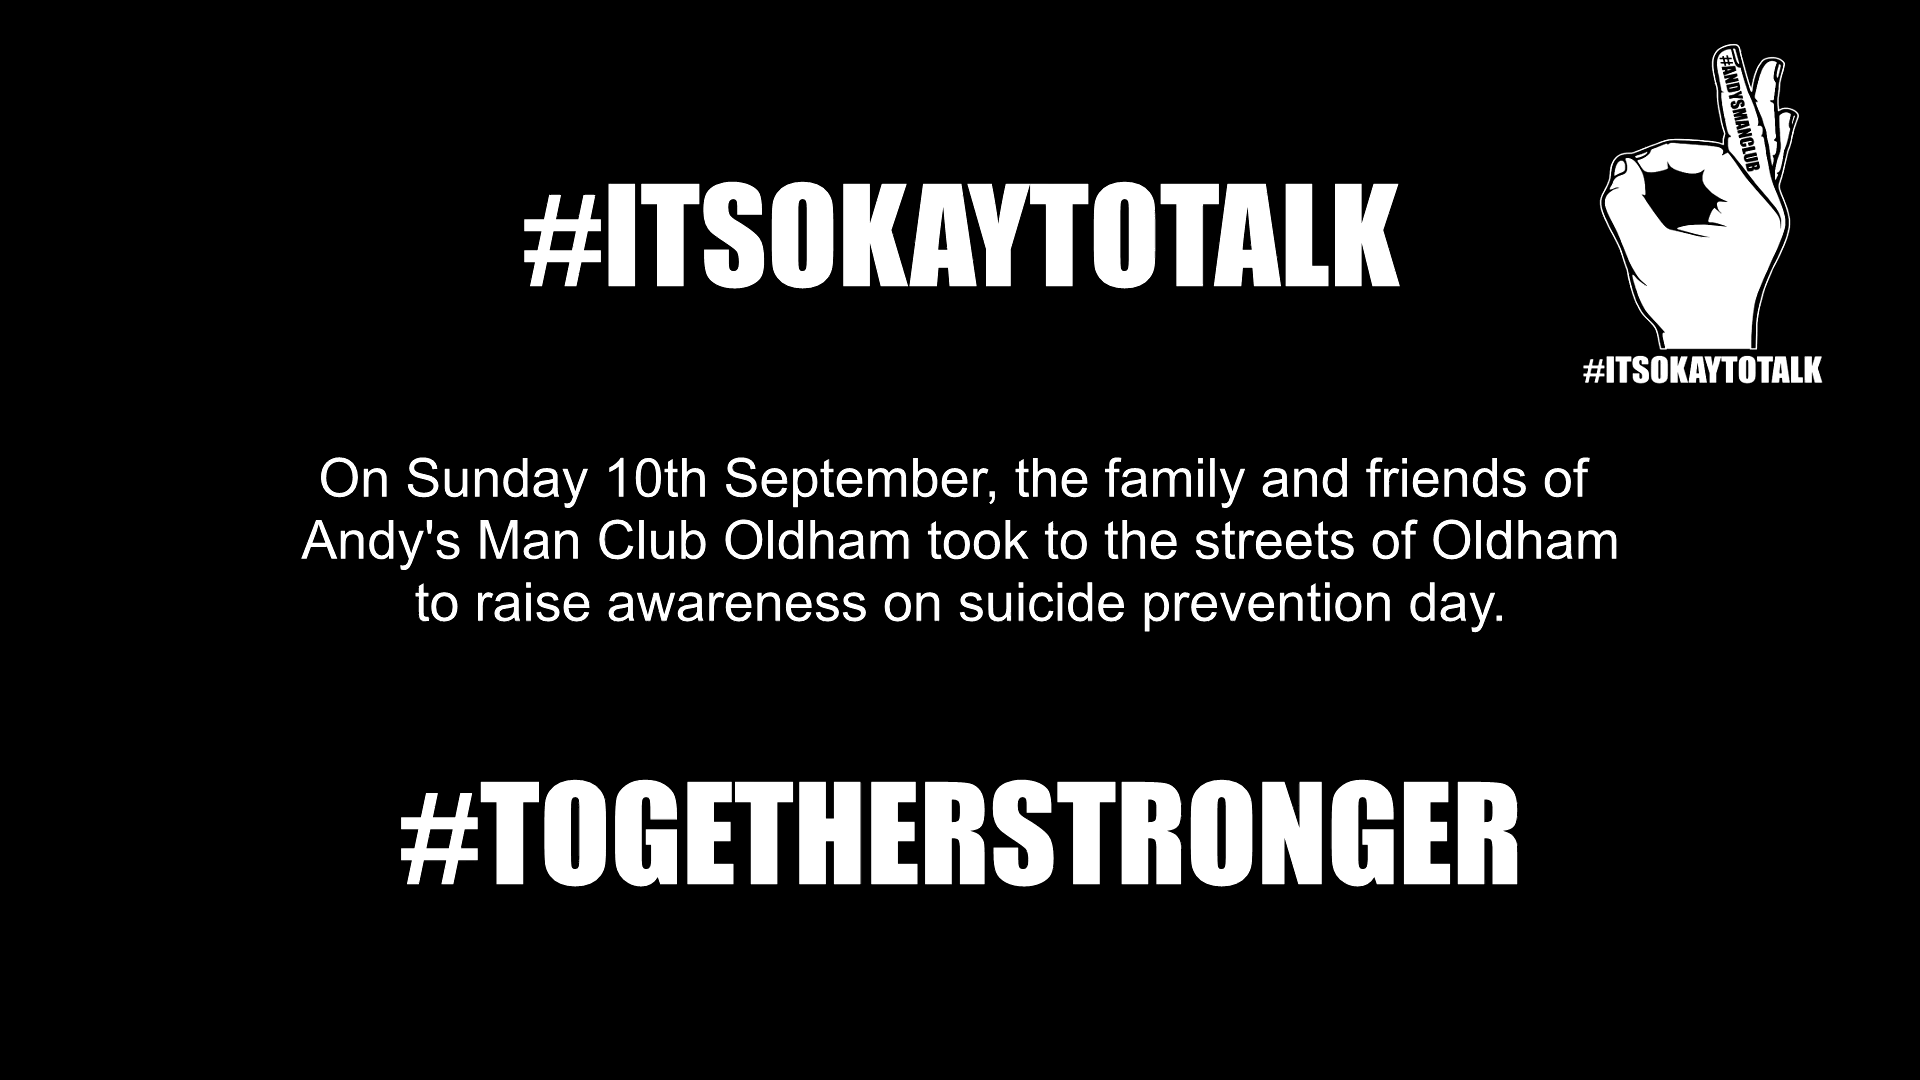 #ITSOKAYTOTALK
#ANDYSMANCLUB
#ITSOKAYTOTALK
On Sunday 10th September, the family and friends of
Andy's Man Club Oldham took to the streets of Oldham
to raise awareness on suicide prevention day.
#TOGETHERSTRONGER